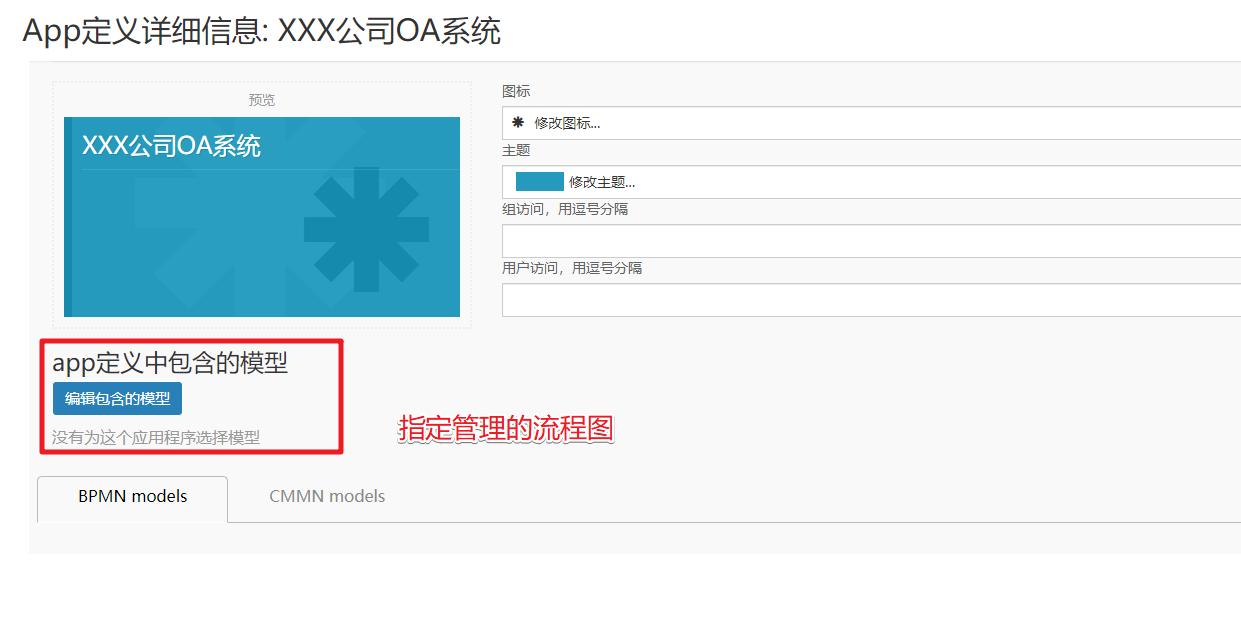 App定义详细信息: XXX公司OA系统
预览
XXX公司OA系统
图标
修改图标...
主题
修改主题...
组访问，用逗号分隔
用户访问，用逗号分隔
app定义中包含的模型
编辑包含的模型
没有为这个应用程序选择模型
指定管理的流程图
BPMN models
CMMN models